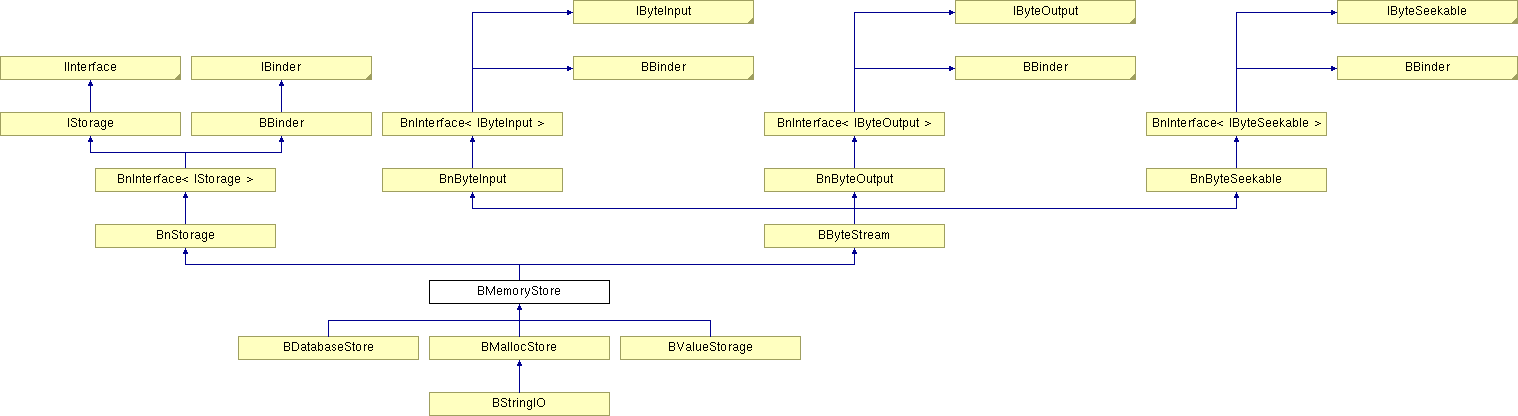 IByteInput
IByteOutput
IByteSeekable
IInterface
IBinder
BBinder
BBinder
BBinder
IStorage
BBinder
BnInterface< IByteInput >
BnInterface< IByteOutput >
BnInterface< IByteSeekable >
BnInterface< IStorage >
BnByteInput
BnByteOutput
BnByteSeekable
BnStorage
BByteStream
BMemoryStore
BDatabaseStore
BMallocStore
BValueStorage
BStringIO